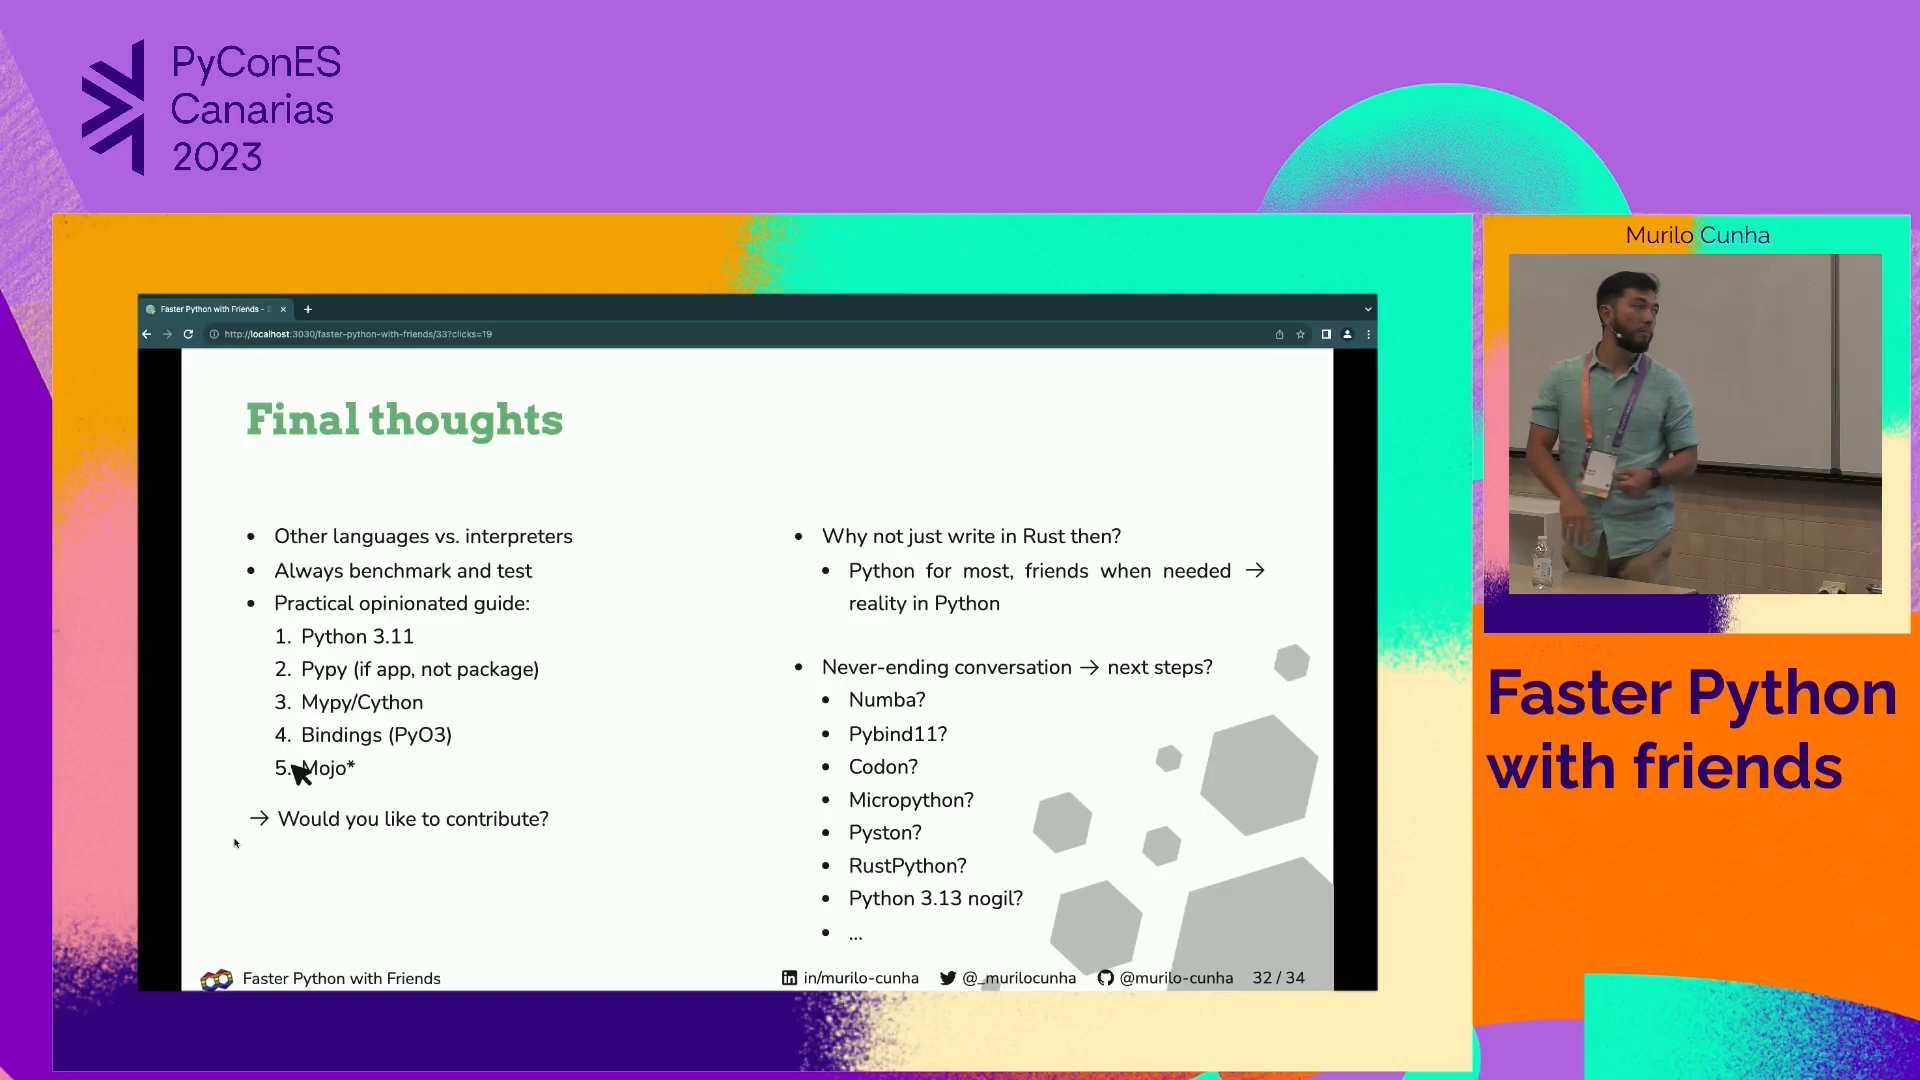 PyConES
Canarias
2023
Murilo Cunha
Faster Python with Friends -
http://localhost:3030/faster-python-with-friends/33?clicks=19
Final thoughts
• Other languages vs. interpreters
• Always benchmark and test
• Practical opinionated guide:
1. Python 3.11
2. Pypy (if app, not package)
3. Mypy/Cython
4. Bindings (PyO3)
5. Mojo*
→ Would you like to contribute?
• Why not just write in Rust then?
• Python for most, friends when needed →
reality in Python
• Never-ending conversation → next steps?
• Numba?
• Pybind11?
• Codon?
• Micropython?
• Pyston?
• RustPython?
• Python 3.13 nogil?
• ...
Faster Python with Friends
in/murilo-cunha @_murilocunha @murilo-cunha 32 / 34
Faster Python
with friends